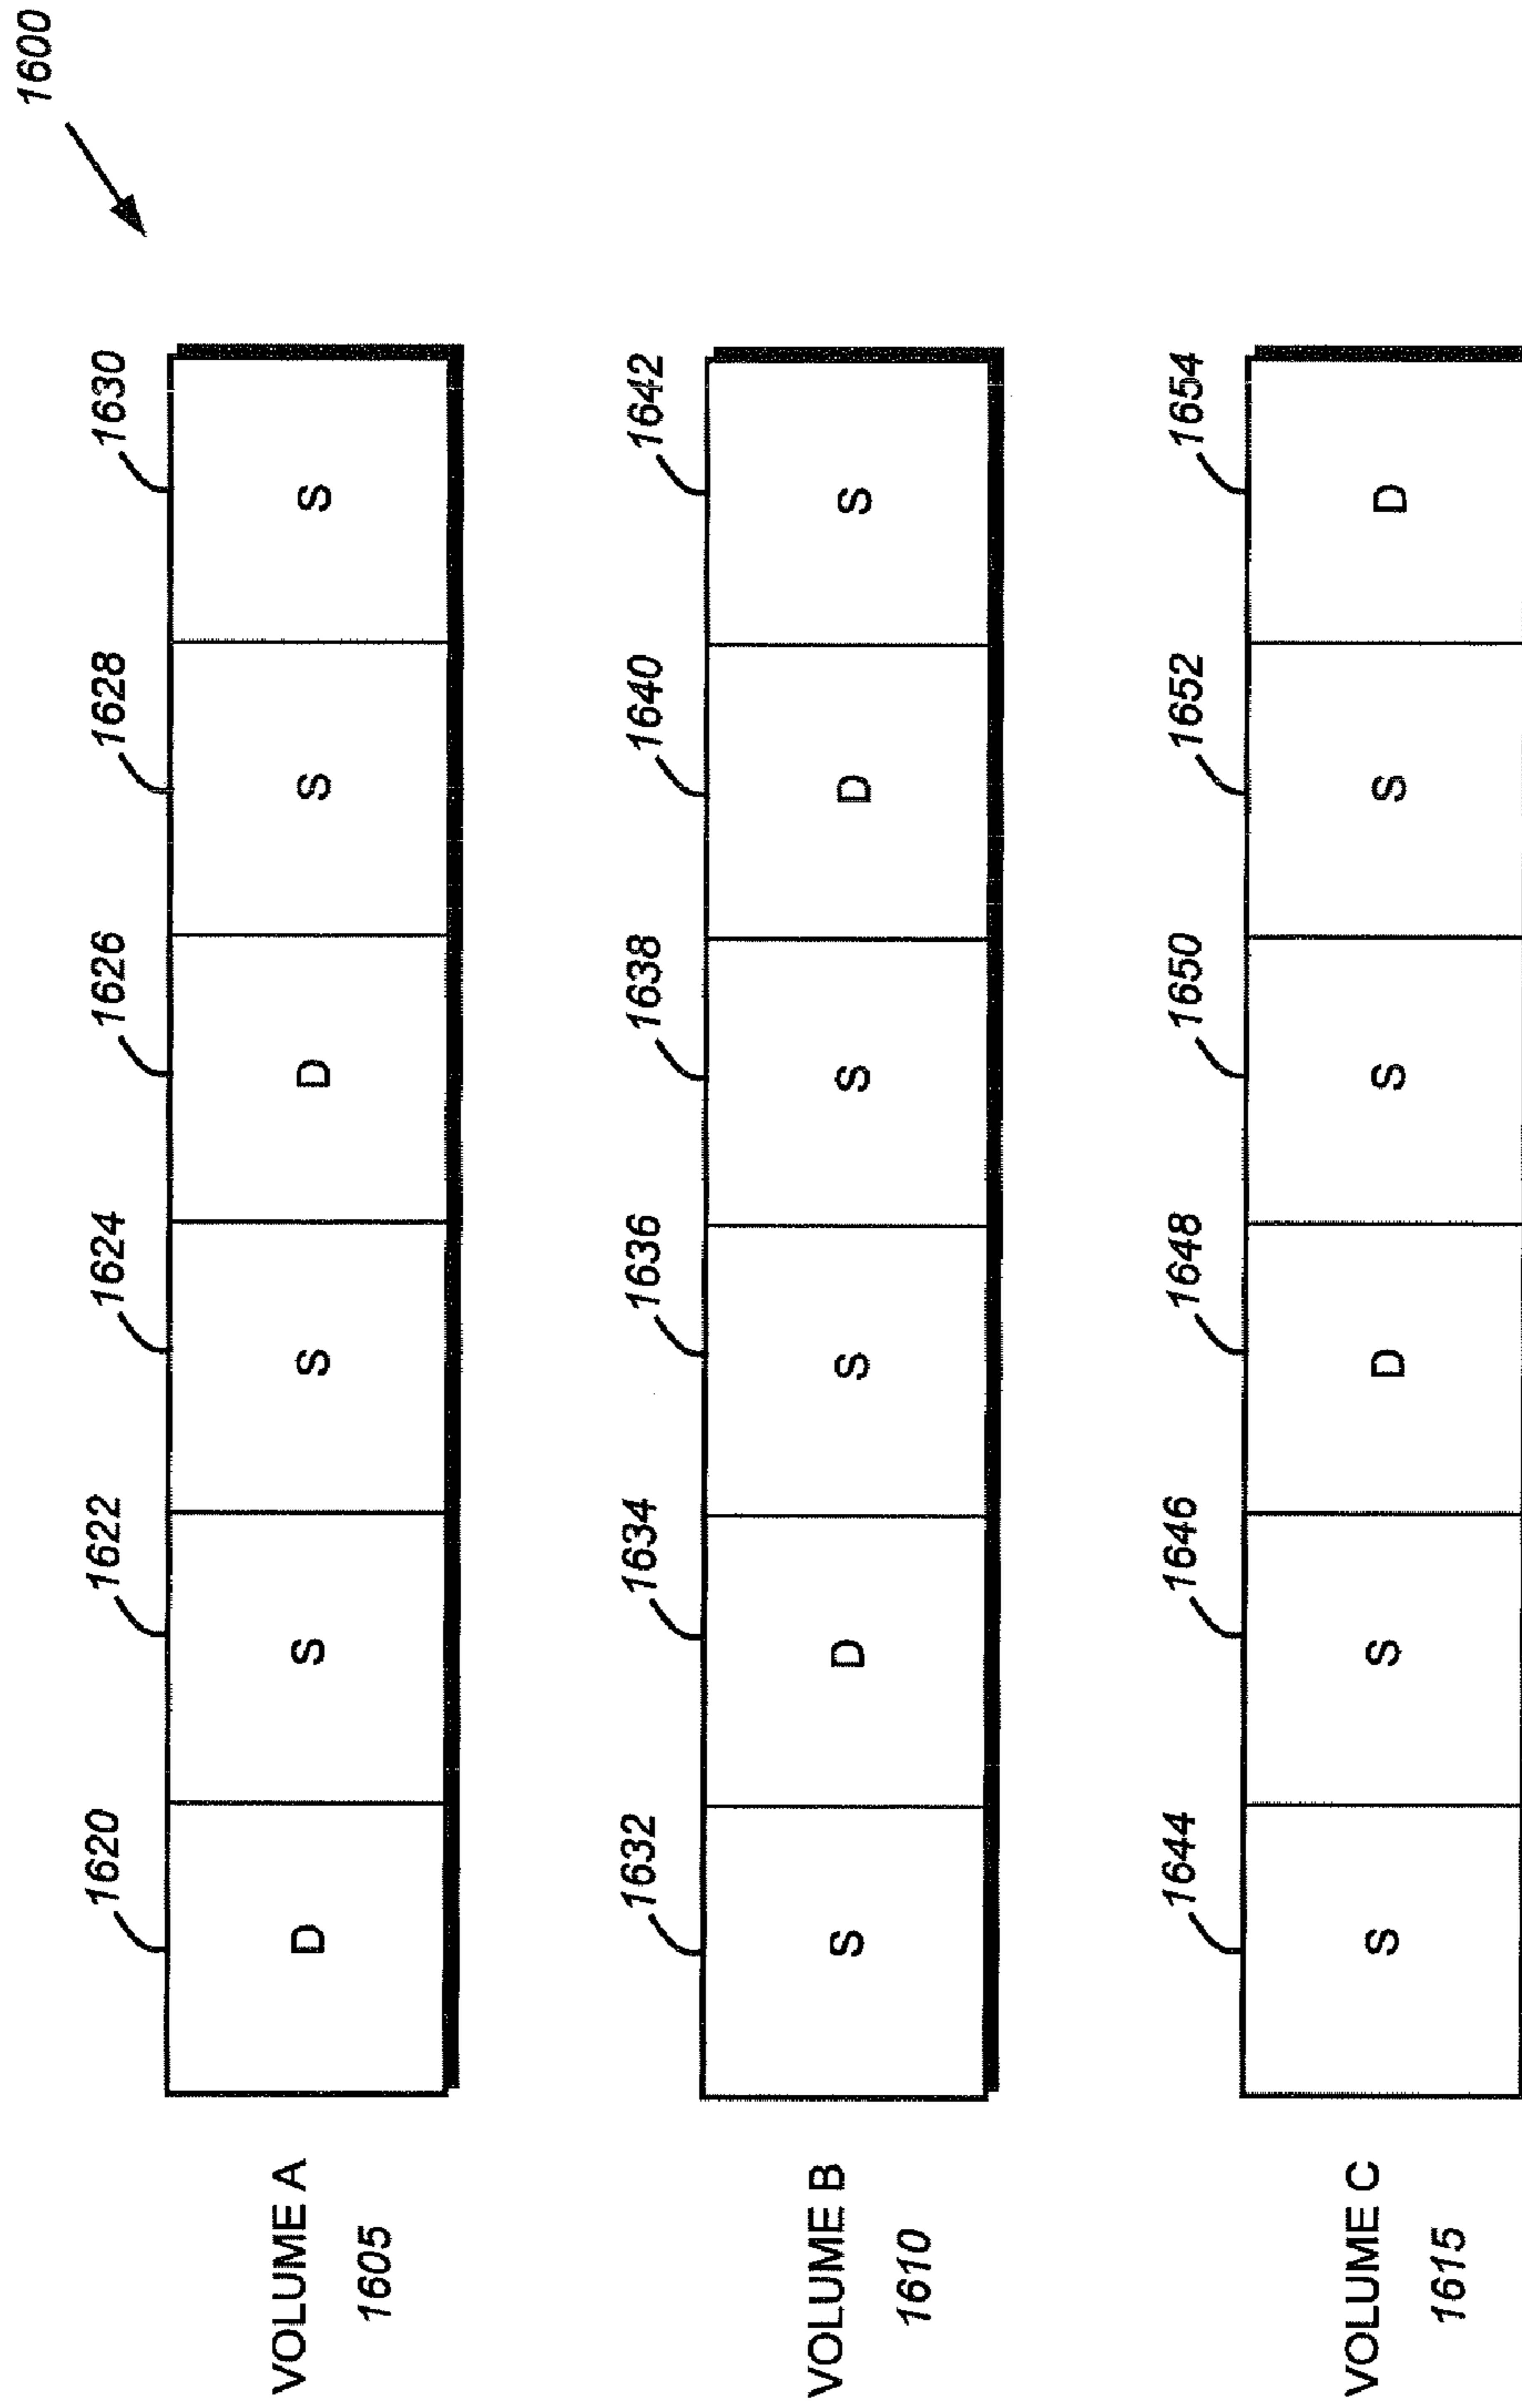 1600
1620 1622 1624 1626 1628 1630
VOLUME A D S S D S S
1605
1632 1634 1636 1638 1640 1642
VOLUME B S D S S D S
1610
1644 1646 1648 1650 1652 1654
VOLUME C S S D S S D
1615